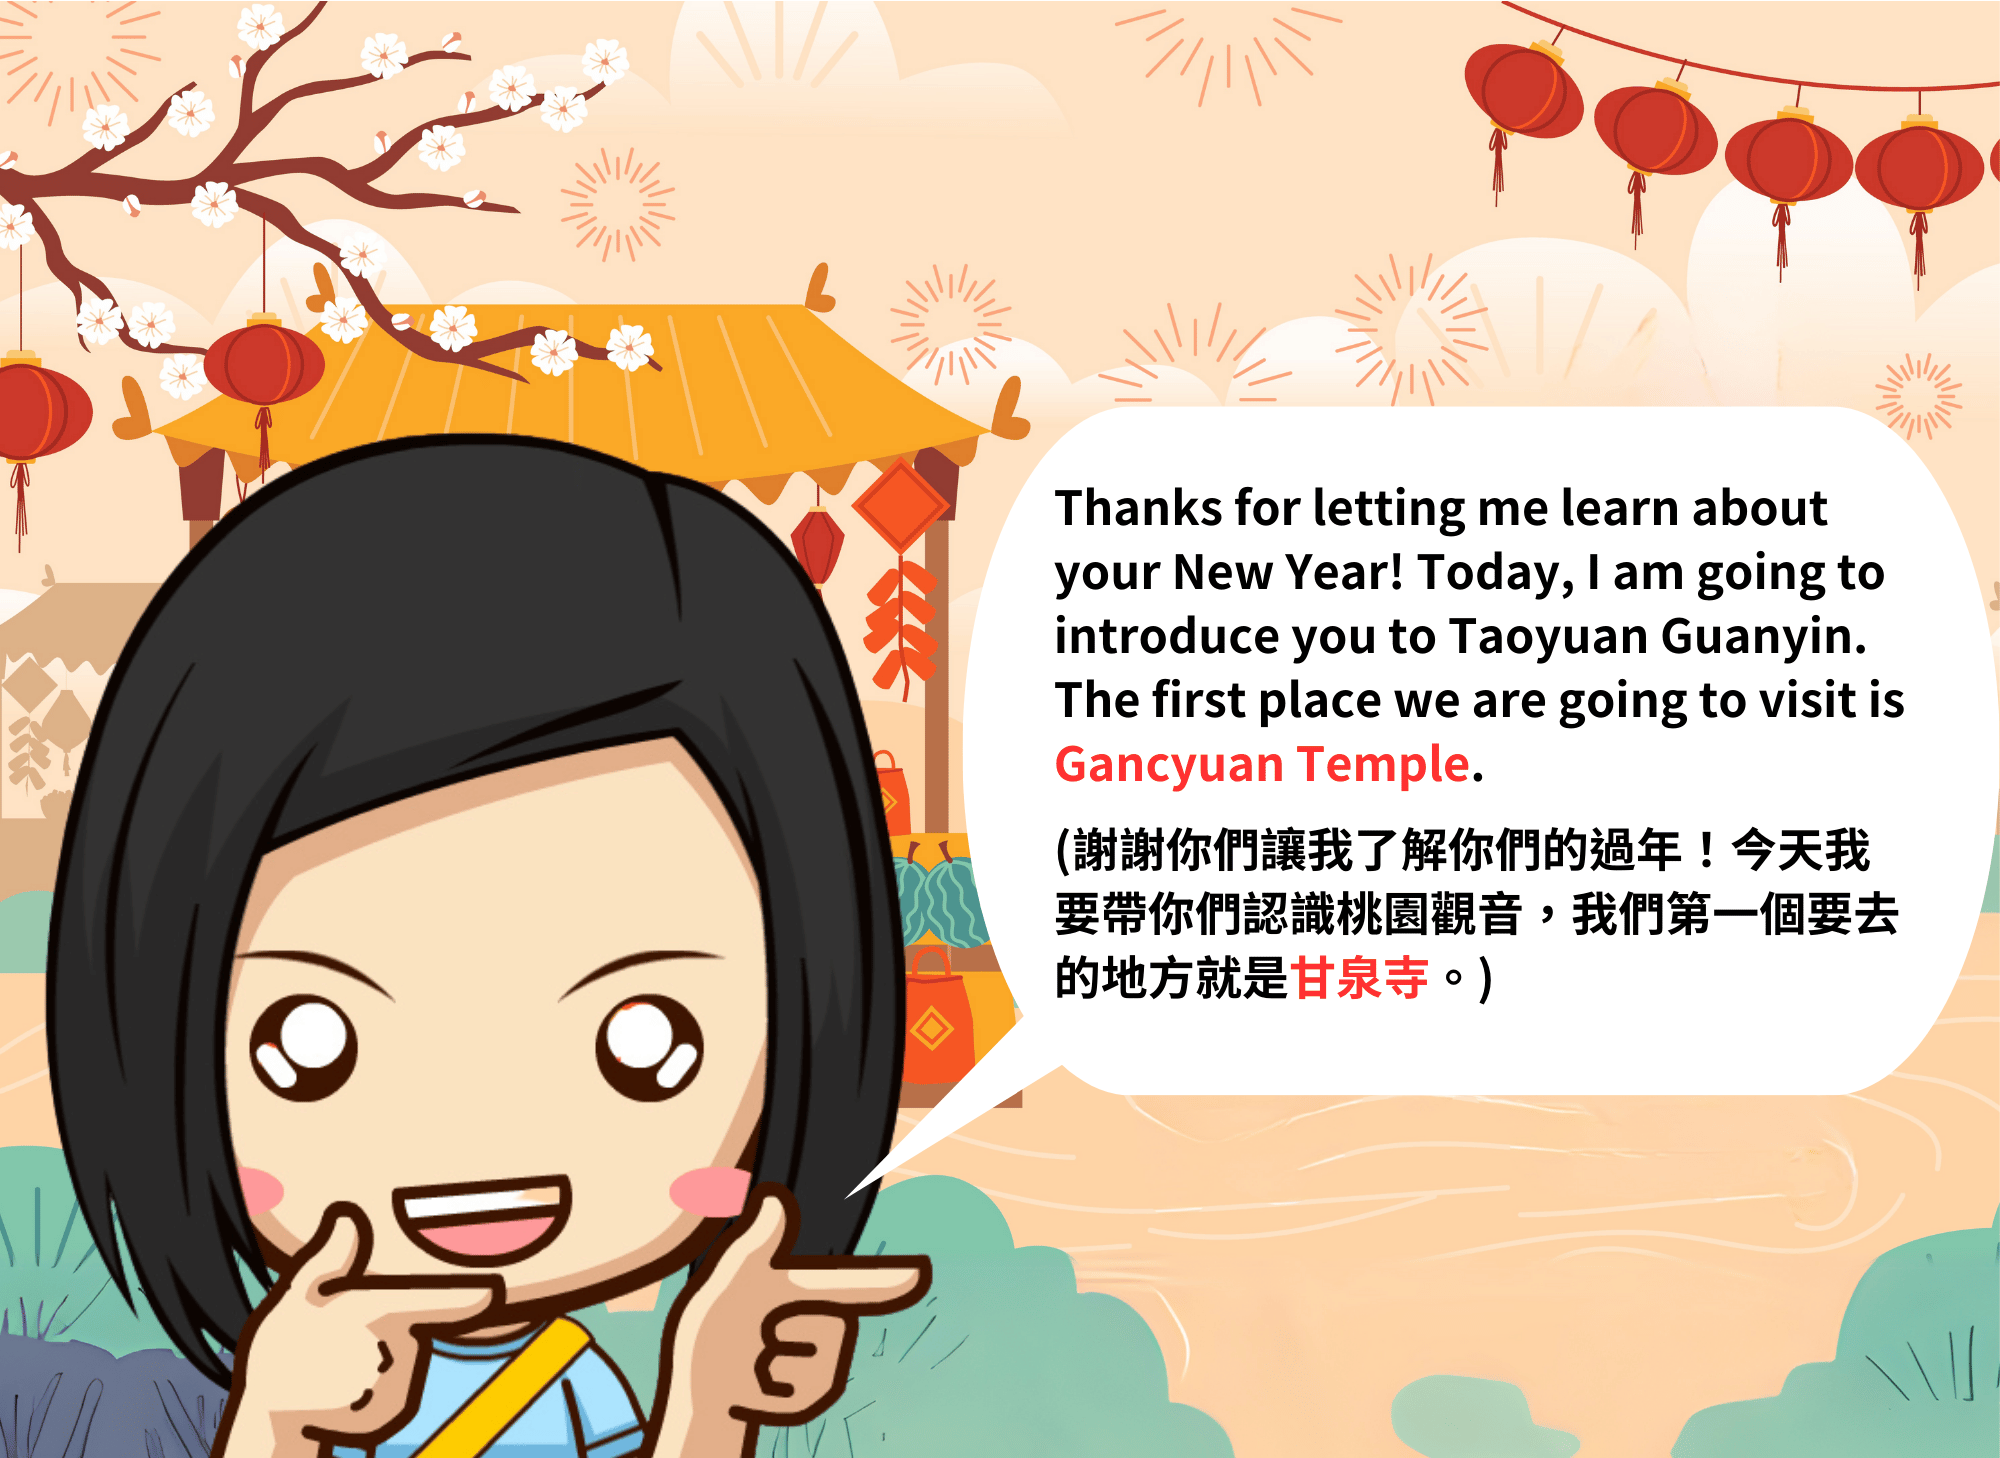 Thanks for letting me learn about
your New Year! Today, I am going to
introduce you to Taoyuan Guanyin.
The first place we are going to visit is
Gancyuan Temple.
(謝謝你們讓我了解你們的過年！今天我
要帶你們認識桃園觀音，我們第一個要去
的地方就是甘泉寺。)